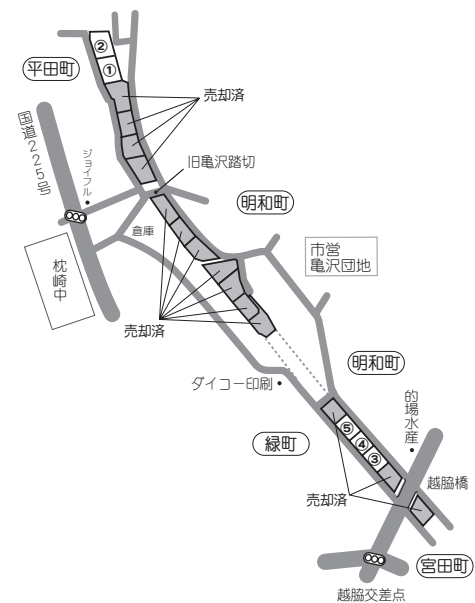 ②
①
平田町
売却済
国道225号
ジョイフル
旧亀沢踏切
明和町
倉庫
市営
亀沢団地
枕崎中
売却済
ダイコー印刷
明和町
的場水産
⑤
④
③
緑町
越脇橋
売却済
宮田町
越脇交差点